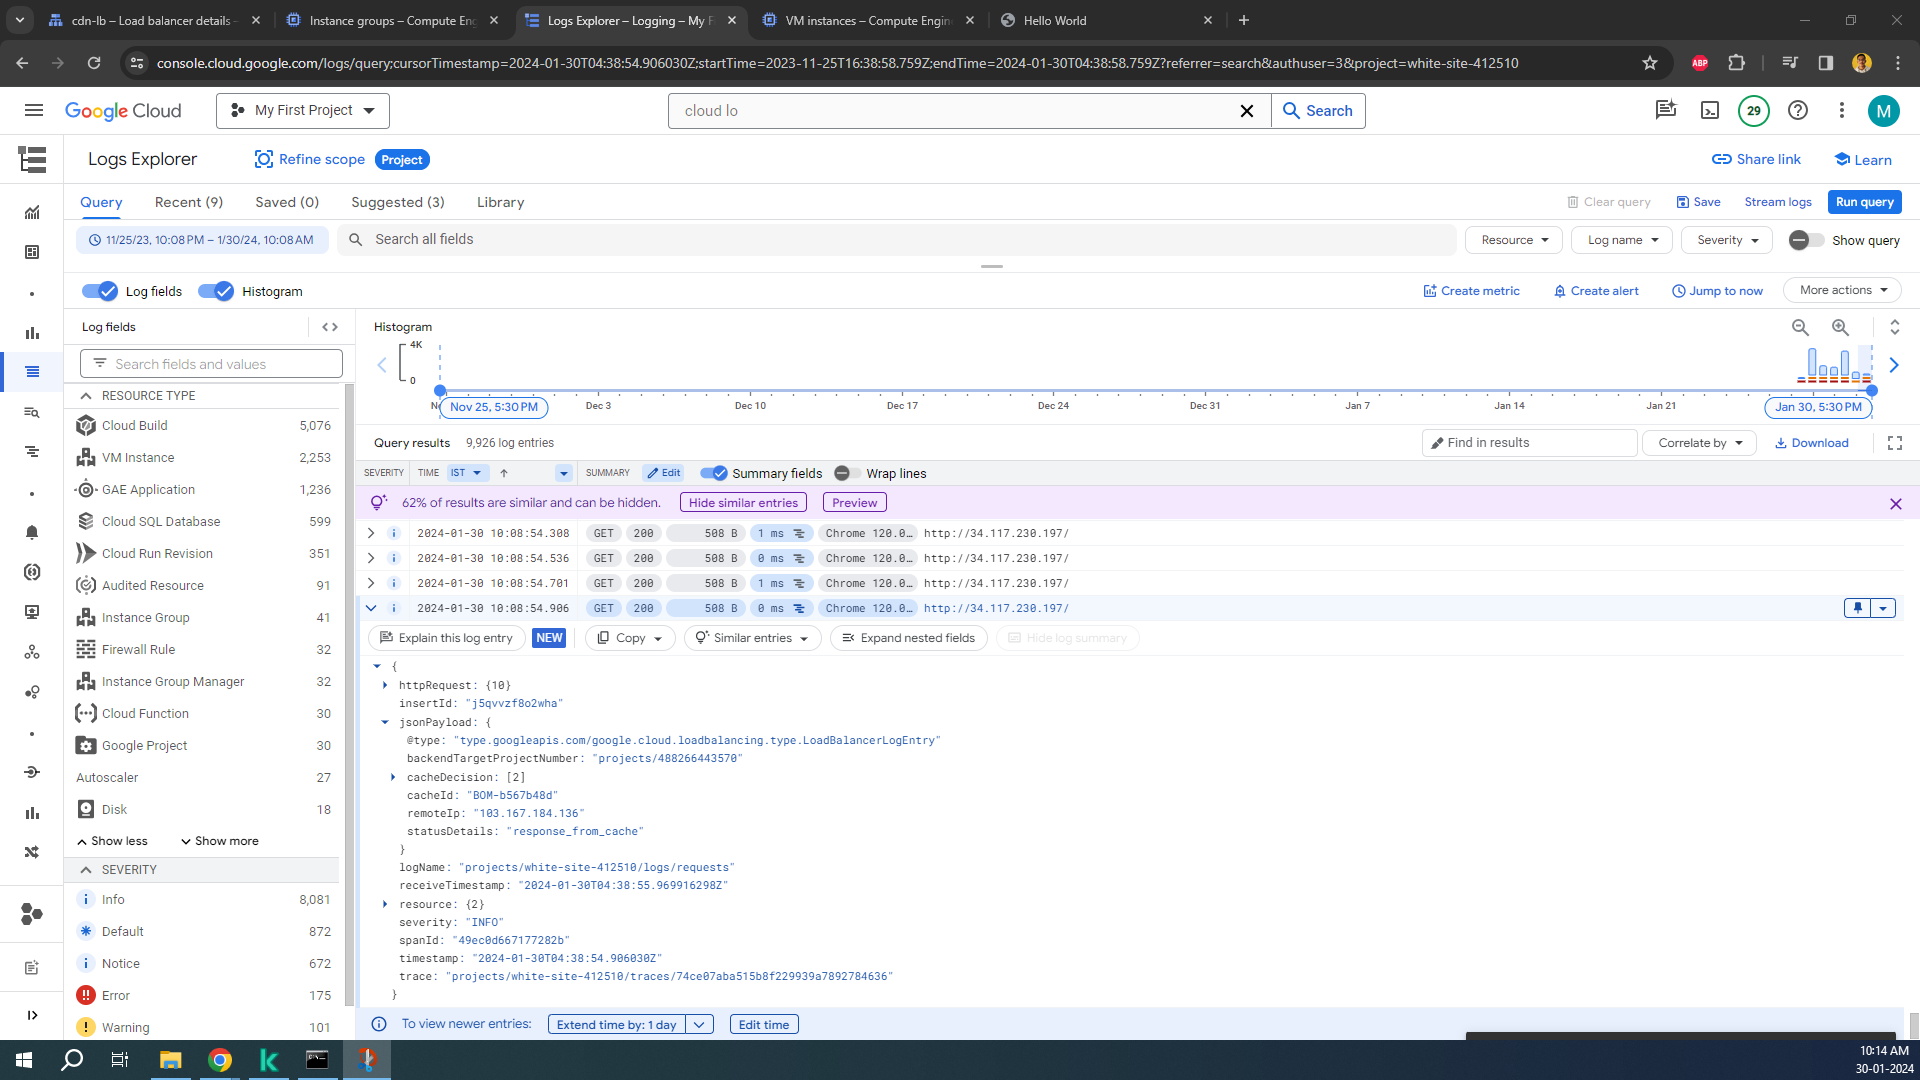 cdn-lb – Load balancer details –
Instance groups – Compute Eng
Logs Explorer – Logging – My F
VM instances – Compute Engin
Hello World
console.cloud.google.com/logs/query;cursorTimestamp=2024-01-30T04:38:54.906030Z;startTime=2023-11-25T16:38:58.759Z;endTime=2024-01-30T04:38:58.759Z?referrer=search&authuser=3&project=white-site-412510
ABP
Google Cloud
My First Project
cloud lo
Search
29
M
Logs Explorer
Refine scope
Project
Share link
Learn
Query
Recent (9)
Saved (0)
Suggested (3)
Library
Clear query
Save
Stream logs
Run query
11/25/23, 10:08 PM – 1/30/24, 10:08 AM
Search all fields
Resource
Log name
Severity
Show query
Log fields
Histogram
Create metric
Create alert
Jump to now
More actions
Log fields
Histogram
Search fields and values
4K
0
Nov 25, 5:30 PM
Dec 3
Dec 10
Dec 17
Dec 24
Dec 31
Jan 7
Jan 14
Jan 21
Jan 30, 5:30 PM
RESOURCE TYPE
Cloud Build 5,076
VM Instance 2,253
GAE Application 1,236
Cloud SQL Database 599
Cloud Run Revision 351
Audited Resource 91
Instance Group 41
Firewall Rule 32
Instance Group Manager 32
Cloud Function 30
Google Project 30
Autoscaler 27
Disk 18
Show less
Show more
SEVERITY
Info 8,081
Default 872
Notice 672
Error 175
Warning 101
Query results 9,926 log entries
Find in results
Correlate by
Download
SEVERITY TIME IST SUMMARY Edit Summary fields Wrap lines
62% of results are similar and can be hidden. Hide similar entries Preview
2024-01-30 10:08:54.308 GET 200 508 B 1 ms Chrome 120.0… http://34.117.230.197/
2024-01-30 10:08:54.536 GET 200 508 B 0 ms Chrome 120.0… http://34.117.230.197/
2024-01-30 10:08:54.701 GET 200 508 B 1 ms Chrome 120.0… http://34.117.230.197/
2024-01-30 10:08:54.906 GET 200 508 B 0 ms Chrome 120.0… http://34.117.230.197/
Explain this log entry NEW Copy Similar entries Expand nested fields Hide log summary
{
httpRequest: {10}
insertId: "j5qvvzf8o2wha"
jsonPayload: {
@type: "type.googleapis.com/google.cloud.loadbalancing.type.LoadBalancerLogEntry"
backendTargetProjectNumber: "projects/488266443570"
cacheDecision: [2]
cacheId: "BOM-b567b48d"
remoteIp: "103.167.184.136"
statusDetails: "response_from_cache"
}
logName: "projects/white-site-412510/logs/requests"
receiveTimestamp: "2024-01-30T04:38:55.969916298Z"
resource: {2}
severity: "INFO"
spanId: "49ec0d667177282b"
timestamp: "2024-01-30T04:38:54.906030Z"
trace: "projects/white-site-412510/traces/74ce07aba515b8f229939a7892784636"
}
To view newer entries: Extend time by: 1 day Edit time
10:14 AM
30-01-2024